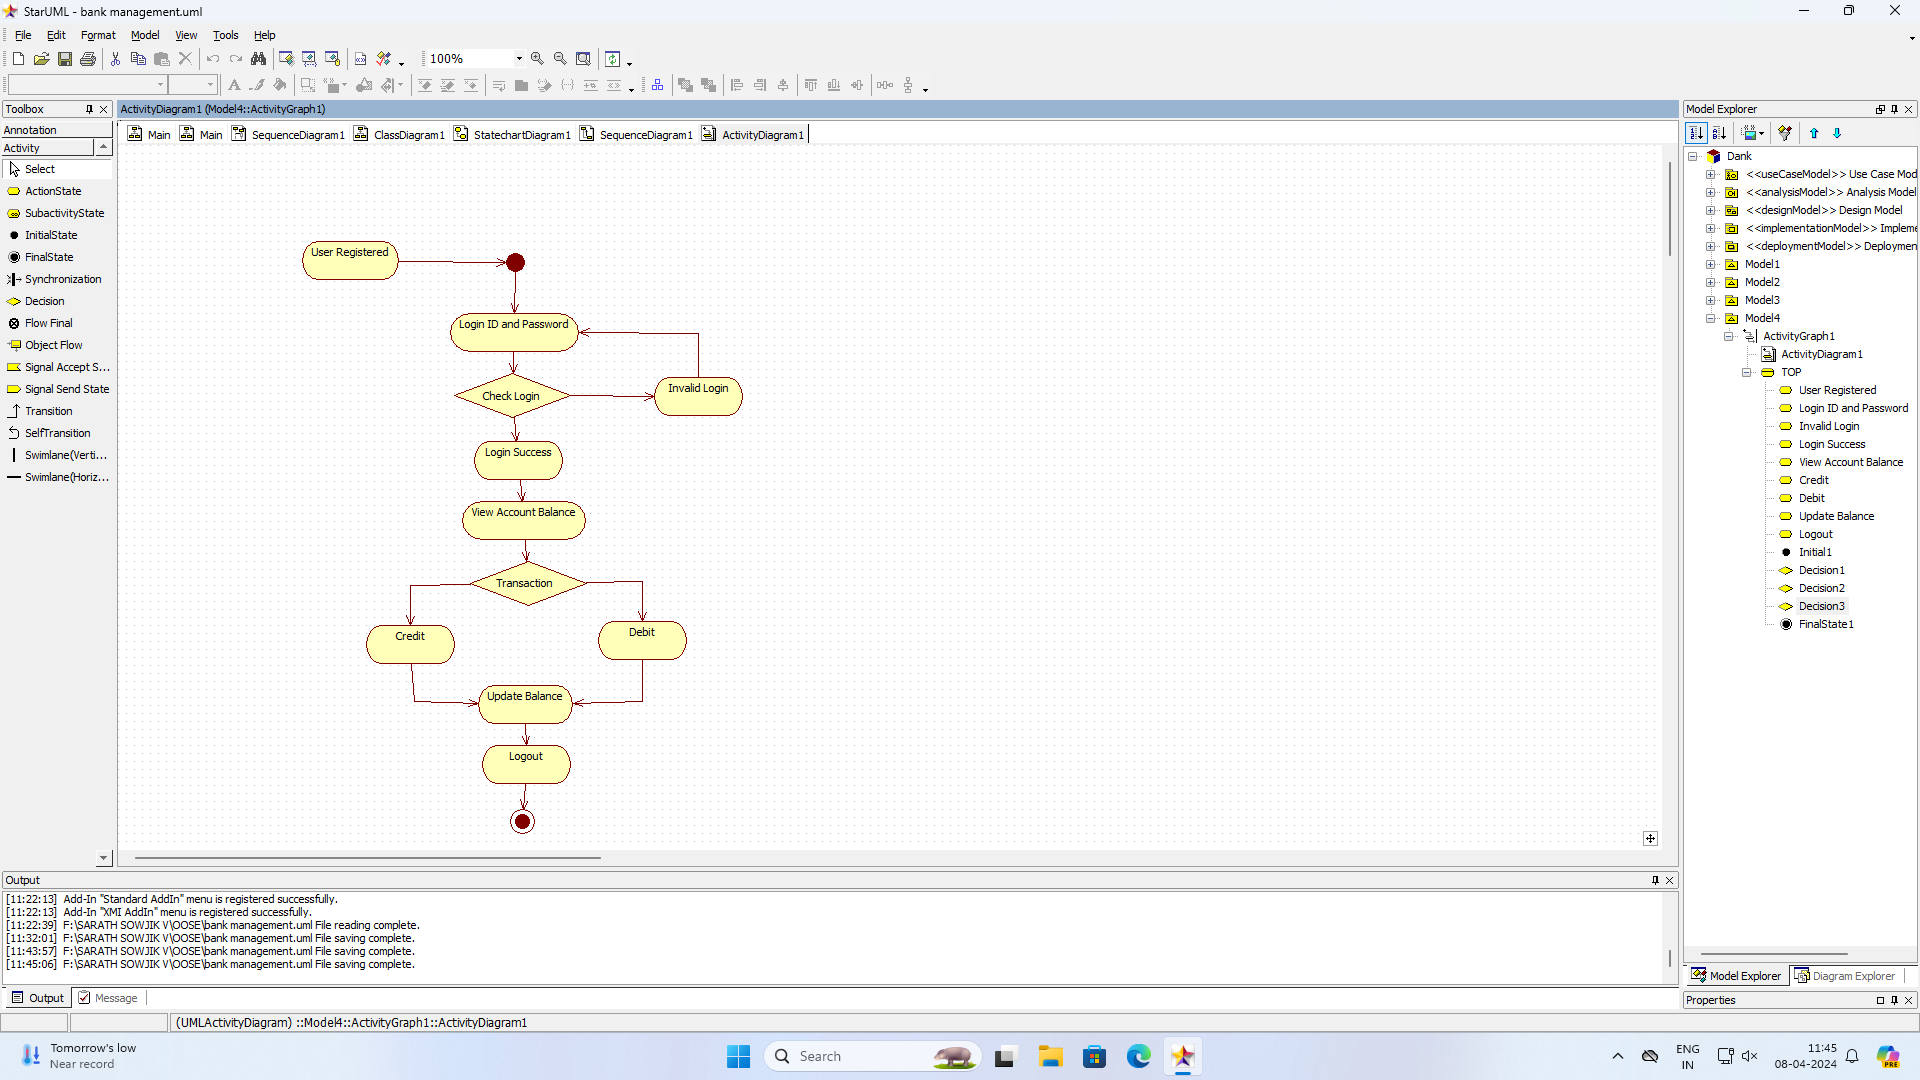 StarUML - bank management.uml
File Edit Format Model View Tools Help
100%
Toolbox
Annotation
Activity
Select
ActionState
SubactivityState
InitialState
FinalState
Synchronization
Decision
Flow Final
Object Flow
Signal Accept S...
Signal Send State
Transition
SelfTransition
Swimlane(Verti...
Swimlane(Horiz...
ActivityDiagram1 (Model4::ActivityGraph1)
Main Main SequenceDiagram1 ClassDiagram1 StatechartDiagram1 SequenceDiagram1 ActivityDiagram1
User Registered
Login ID and Password
Check Login
Invalid Login
Login Success
View Account Balance
Transaction
Credit
Debit
Update Balance
Logout
Model Explorer
Dank
<<useCaseModel>> Use Case Mod
<<analysisModel>> Analysis Model
<<designModel>> Design Model
<<implementationModel>> Impleme
<<deploymentModel>> Deploymen
Model1
Model2
Model3
Model4
ActivityGraph1
ActivityDiagram1
TOP
User Registered
Login ID and Password
Invalid Login
Login Success
View Account Balance
Credit
Debit
Update Balance
Logout
Initial1
Decision1
Decision2
Decision3
FinalState1
Model Explorer Diagram Explorer
Properties
Output
[11:22:13] Add-In "Standard AddIn" menu is registered successfully.
[11:22:13] Add-In "XMI AddIn" menu is registered successfully.
[11:22:39] F:\SARATH SOWJIK V\OOSE\bank management.uml File reading complete.
[11:32:01] F:\SARATH SOWJIK V\OOSE\bank management.uml File saving complete.
[11:43:57] F:\SARATH SOWJIK V\OOSE\bank management.uml File saving complete.
[11:45:06] F:\SARATH SOWJIK V\OOSE\bank management.uml File saving complete.
Output Message
(UMLActivityDiagram) ::Model4::ActivityGraph1::ActivityDiagram1
Tomorrow's low
Near record
Search
ENG
IN
11:45
08-04-2024
PRE